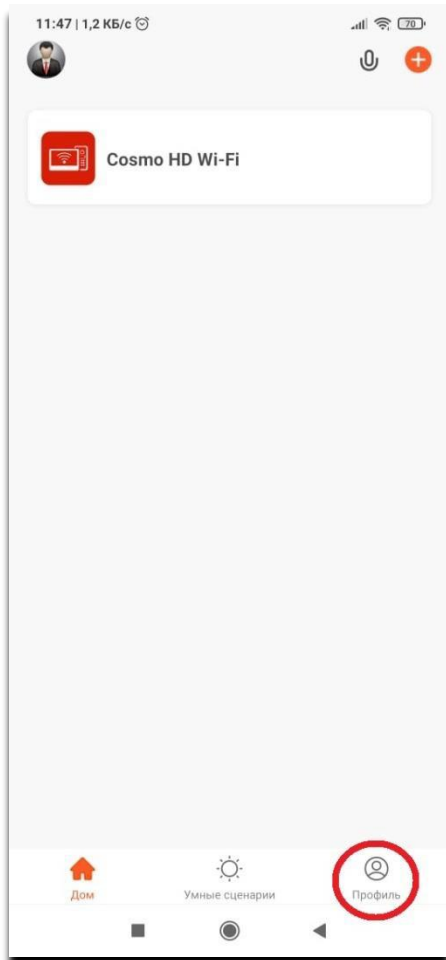 11:47 | 1,2 КБ/с
70
Cosmo HD Wi-Fi
Дом
Умные сценарии
Профиль